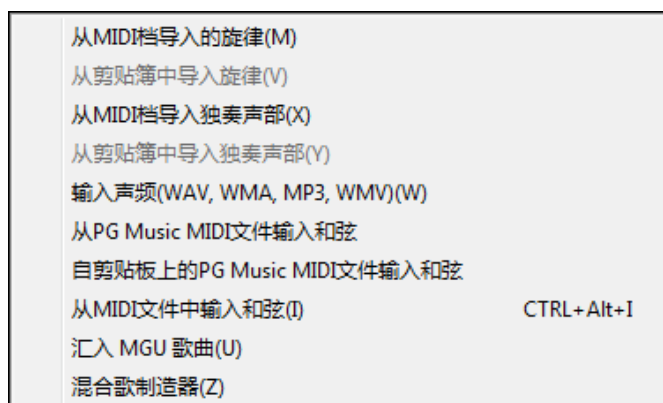 从MIDI档导入的旋律(M)
从剪贴簿中导入旋律(V)
从MIDI档导入独奏声部(X)
从剪贴簿中导入独奏声部(Y)
输入声频(WAV, WMA, MP3, WMV)(W)
从PG Music MIDI文件输入和弦
自剪贴板上的PG Music MIDI文件输入和弦
从MIDI文件中输入和弦(I) CTRL+Alt+I
汇入 MGU 歌曲(U)
混合歌制造器(Z)